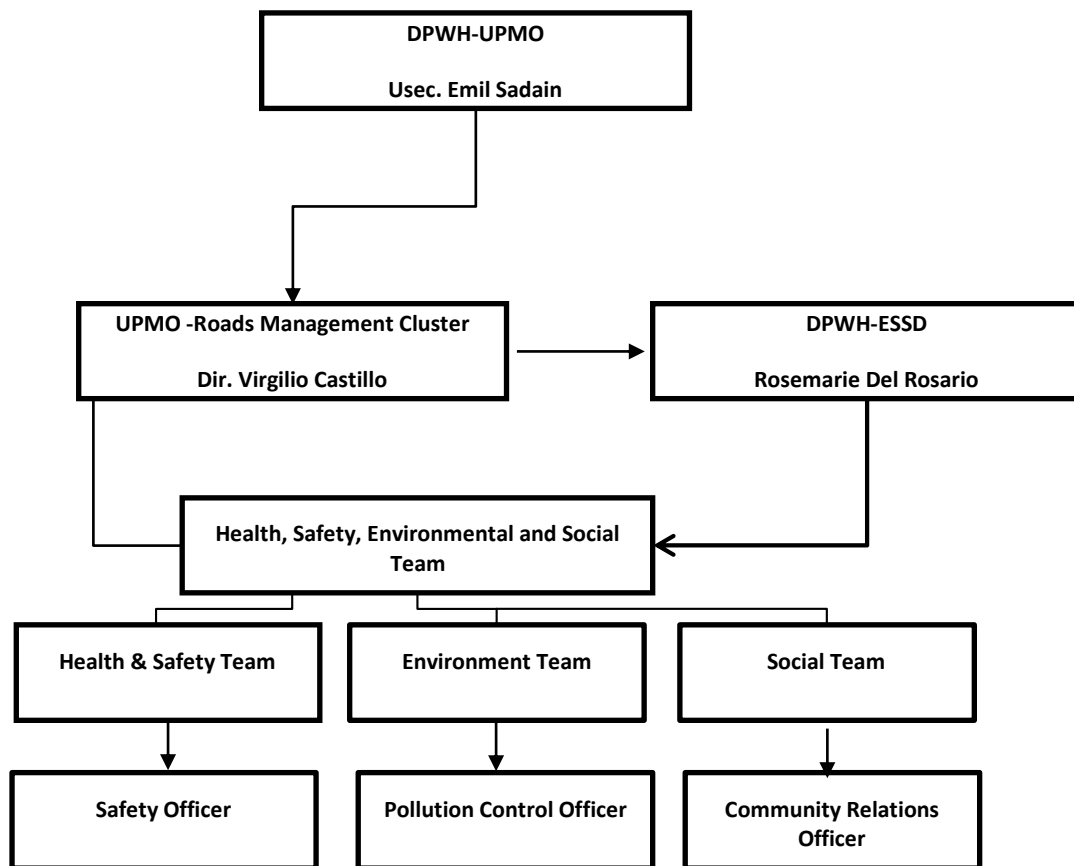 DPWH-UPMO
Usec. Emil Sadain
UPMO -Roads Management Cluster
Dir. Virgilio Castillo
DPWH-ESSD
Rosemarie Del Rosario
Health, Safety, Environmental and Social
Team
Health & Safety Team
Environment Team
Social Team
Safety Officer
Pollution Control Officer
Community Relations
Officer